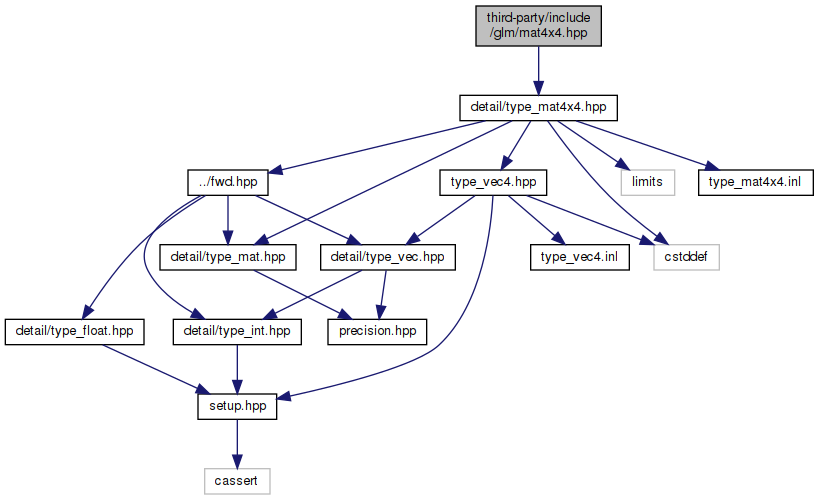 third-party/include
/glm/mat4x4.hpp
detail/type_mat4x4.hpp
../fwd.hpp
type_vec4.hpp
limits
type_mat4x4.inl
detail/type_mat.hpp
detail/type_vec.hpp
type_vec4.inl
cstddef
detail/type_float.hpp
detail/type_int.hpp
precision.hpp
setup.hpp
cassert